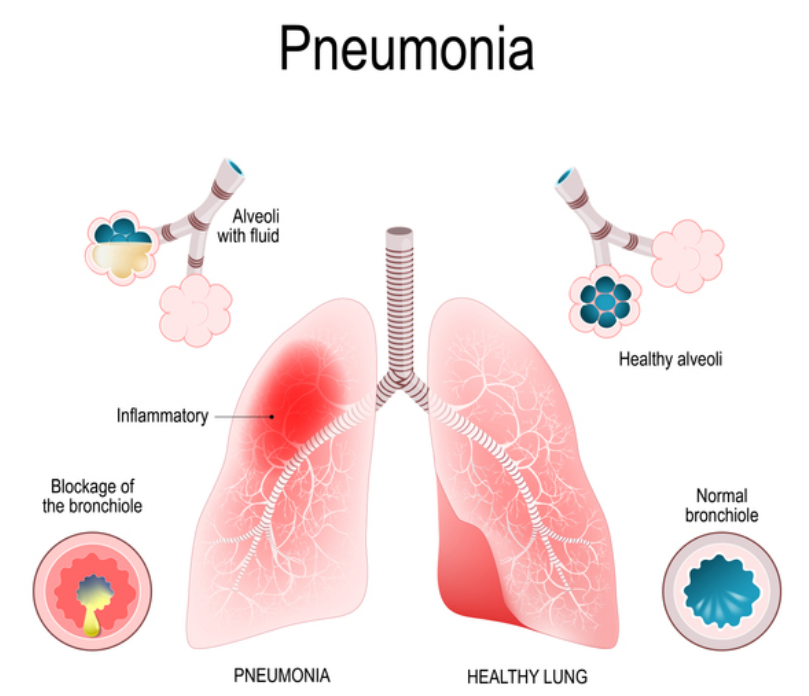 Pneumonia
Alveoli
with fluid
Healthy alveoli
Inflammatory
Blockage of
the bronchiole
Normal
bronchiole
PNEUMONIA
HEALTHY LUNG